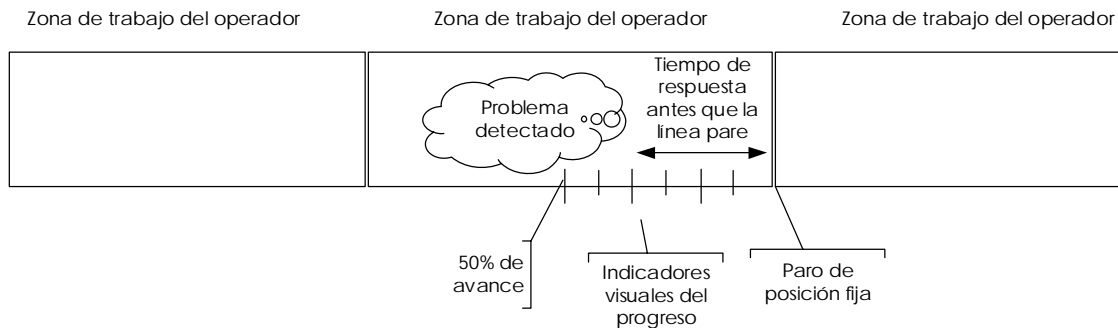 Zona de trabajo del operador
Zona de trabajo del operador
Zona de trabajo del operador
Problema
detectado
Tiempo de
respuesta
antes que la
línea pare
50% de
avance
Indicadores
visuales del
progreso
Paro de
posición fija